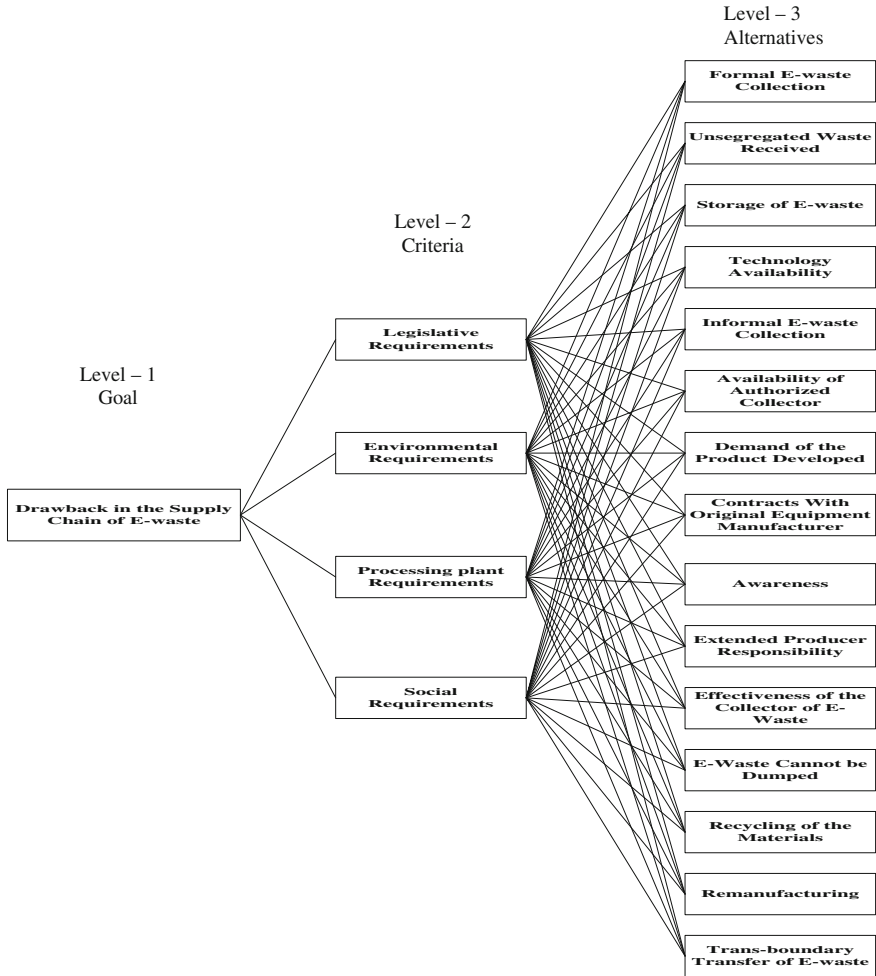 Level – 3
Alternatives
Formal E-waste
Collection
Unsegregated Waste
Received
Storage of E-waste
Technology
Availability
Informal E-waste
Collection
Availability of
Authorized
Collector
Demand of the
Product Developed
Contracts With
Original Equipment
Manufacturer
Awareness
Extended Producer
Responsibility
Effectiveness of the
Collector of E-
Waste
E-Waste Cannot be
Dumped
Recycling of the
Materials
Remanufacturing
Trans-boundary
Transfer of E-waste
Level – 2
Criteria
Legislative
Requirements
Environmental
Requirements
Processing plant
Requirements
Social
Requirements
Level – 1
Goal
Drawback in the Supply
Chain of E-waste